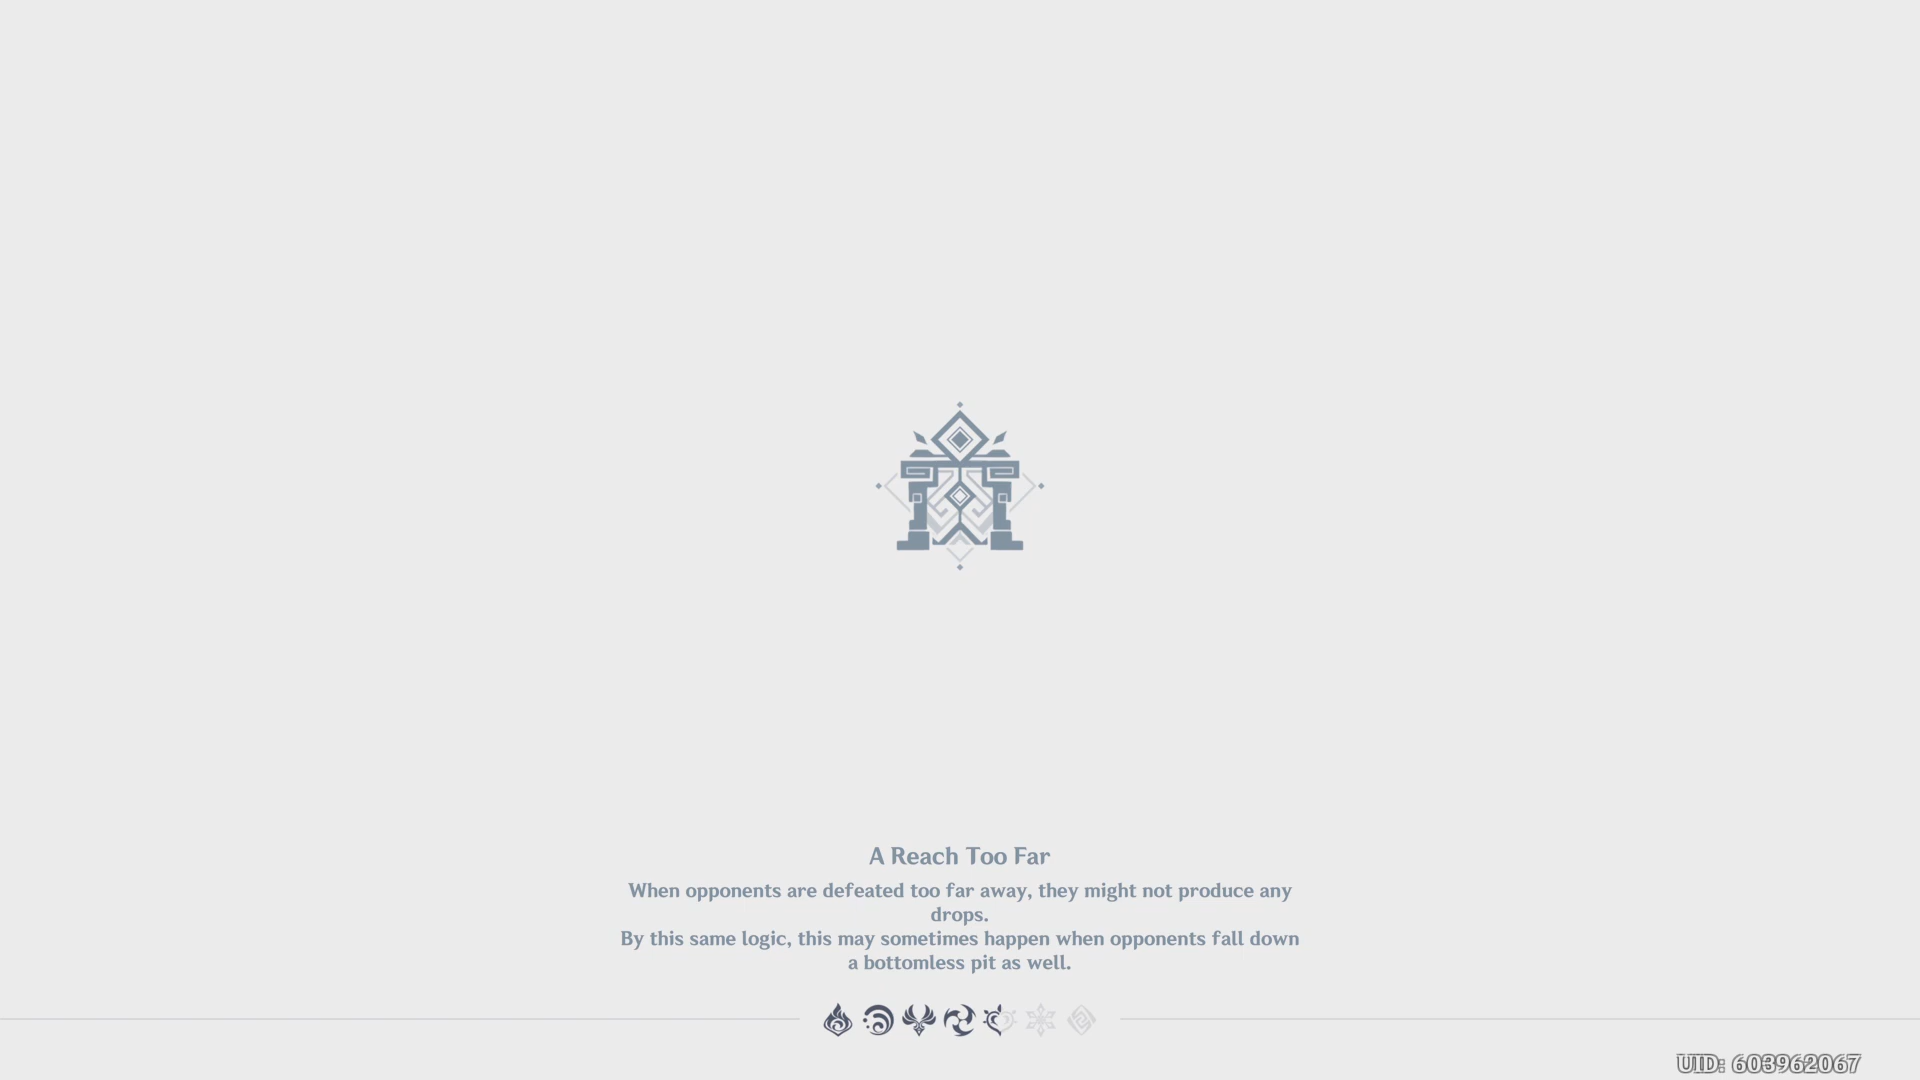 A Reach Too Far
When opponents are defeated too far away, they might not produce any
drops.
By this same logic, this may sometimes happen when opponents fall down
a bottomless pit as well.
UID: 603962067